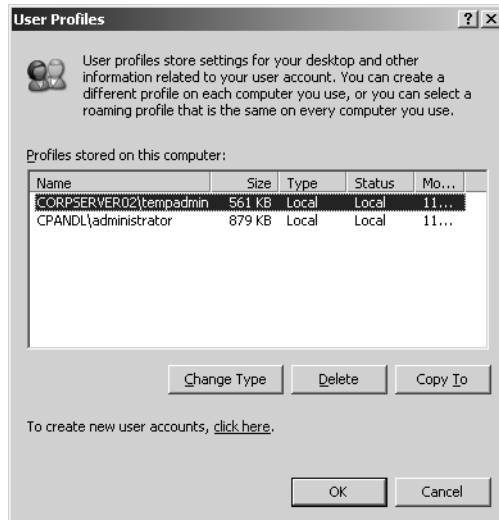 User Profiles
User profiles store settings for your desktop and other
information related to your user account. You can create a
different profile on each computer you use, or you can select a
roaming profile that is the same on every computer you use.
Profiles stored on this computer:
Name Size Type Status Mo...
CORPSERVER02\tempadmin 561 KB Local Local 11...
CPANDL\administrator 879 KB Local Local 11...
Change Type Delete Copy To
To create new user accounts, click here.
OK Cancel